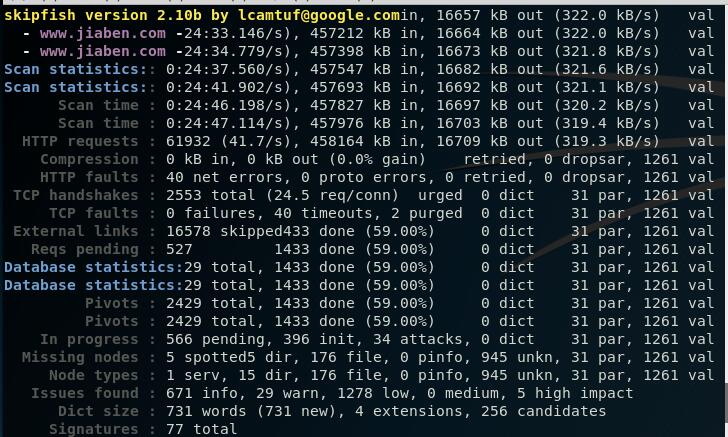 skipfish version 2.10b by lcamtuf@google.comin, 16657 kB out (322.0 kB/s)   val
- www.jiaben.com -24:33.146/s), 457212 kB in, 16664 kB out (322.0 kB/s)   val
- www.jiaben.com -24:34.779/s), 457398 kB in, 16673 kB out (321.8 kB/s)   val
Scan statistics:: 0:24:37.560/s), 457547 kB in, 16682 kB out (321.6 kB/s)   val
Scan statistics:: 0:24:41.902/s), 457693 kB in, 16692 kB out (321.1 kB/s)   val
Scan time : 0:24:46.198/s), 457827 kB in, 16697 kB out (320.2 kB/s)   val
Scan time : 0:24:47.114/s), 457976 kB in, 16703 kB out (319.4 kB/s)   val
HTTP requests : 61932 (41.7/s), 458164 kB in, 16709 kB out (319.3 kB/s)   val
Compression : 0 kB in, 0 kB out (0.0% gain)    retried, 0 dropsar, 1261 val
HTTP faults : 40 net errors, 0 proto errors, 0 retried, 0 dropsar, 1261 val
TCP handshakes : 2553 total (24.5 req/conn)  urged  0 dict    31 par, 1261 val
TCP faults : 0 failures, 40 timeouts, 2 purged  0 dict    31 par, 1261 val
External links : 16578 skipped433 done (59.00%)     0 dict    31 par, 1261 val
Reqs pending : 527         1433 done (59.00%)     0 dict    31 par, 1261 val
Database statistics:29 total, 1433 done (59.00%)     0 dict    31 par, 1261 val
Database statistics:29 total, 1433 done (59.00%)     0 dict    31 par, 1261 val
Pivots : 2429 total, 1433 done (59.00%)     0 dict    31 par, 1261 val
Pivots : 2429 total, 1433 done (59.00%)     0 dict    31 par, 1261 val
In progress : 566 pending, 396 init, 34 attacks, 0 dict    31 par, 1261 val
Missing nodes : 5 spotted5 dir, 176 file, 0 pinfo, 945 unkn, 31 par, 1261 val
Node types : 1 serv, 15 dir, 176 file, 0 pinfo, 945 unkn, 31 par, 1261 val
Issues found : 671 info, 29 warn, 1278 low, 0 medium, 5 high impact
Dict size : 731 words (731 new), 4 extensions, 256 candidates
Signatures : 77 total